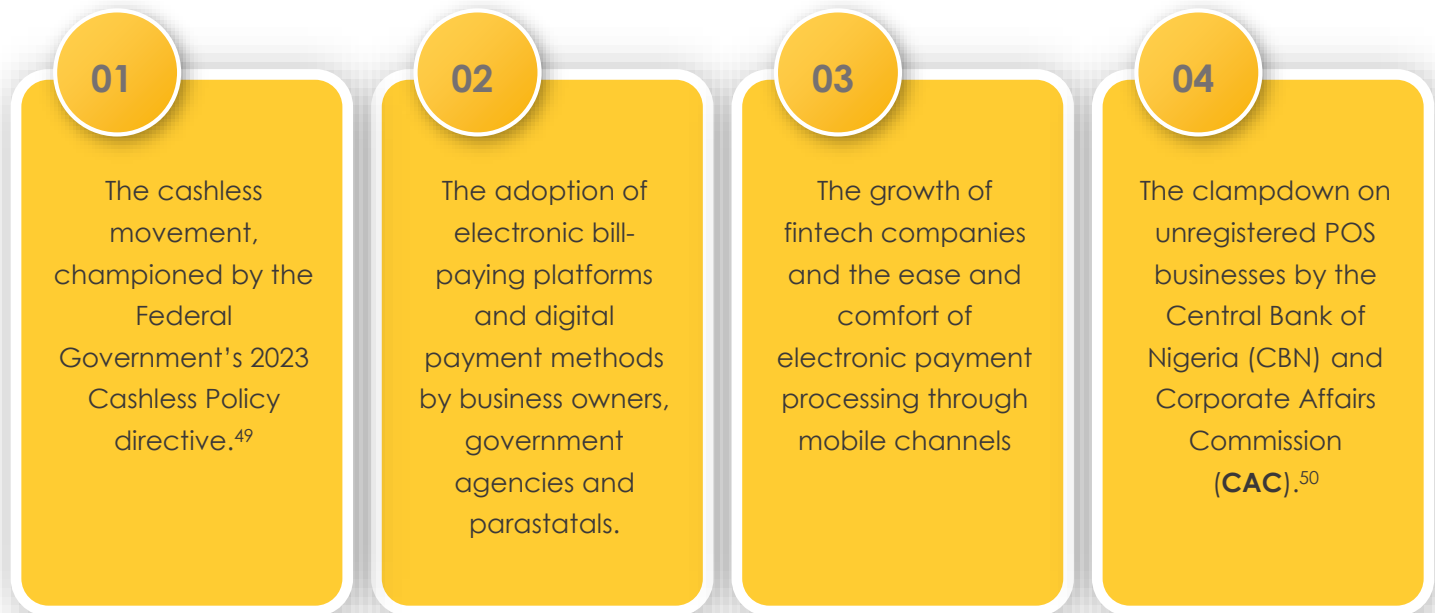 01
The cashless
movement,
championed by the
Federal
Government’s 2023
Cashless Policy
directive.49
02
The adoption of
electronic bill-
paying platforms
and digital
payment methods
by business owners,
government
agencies and
parastatals.
03
The growth of
fintech companies
and the ease and
comfort of
electronic payment
processing through
mobile channels
04
The clampdown on
unregistered POS
businesses by the
Central Bank of
Nigeria (CBN) and
Corporate Affairs
Commission
(CAC).50